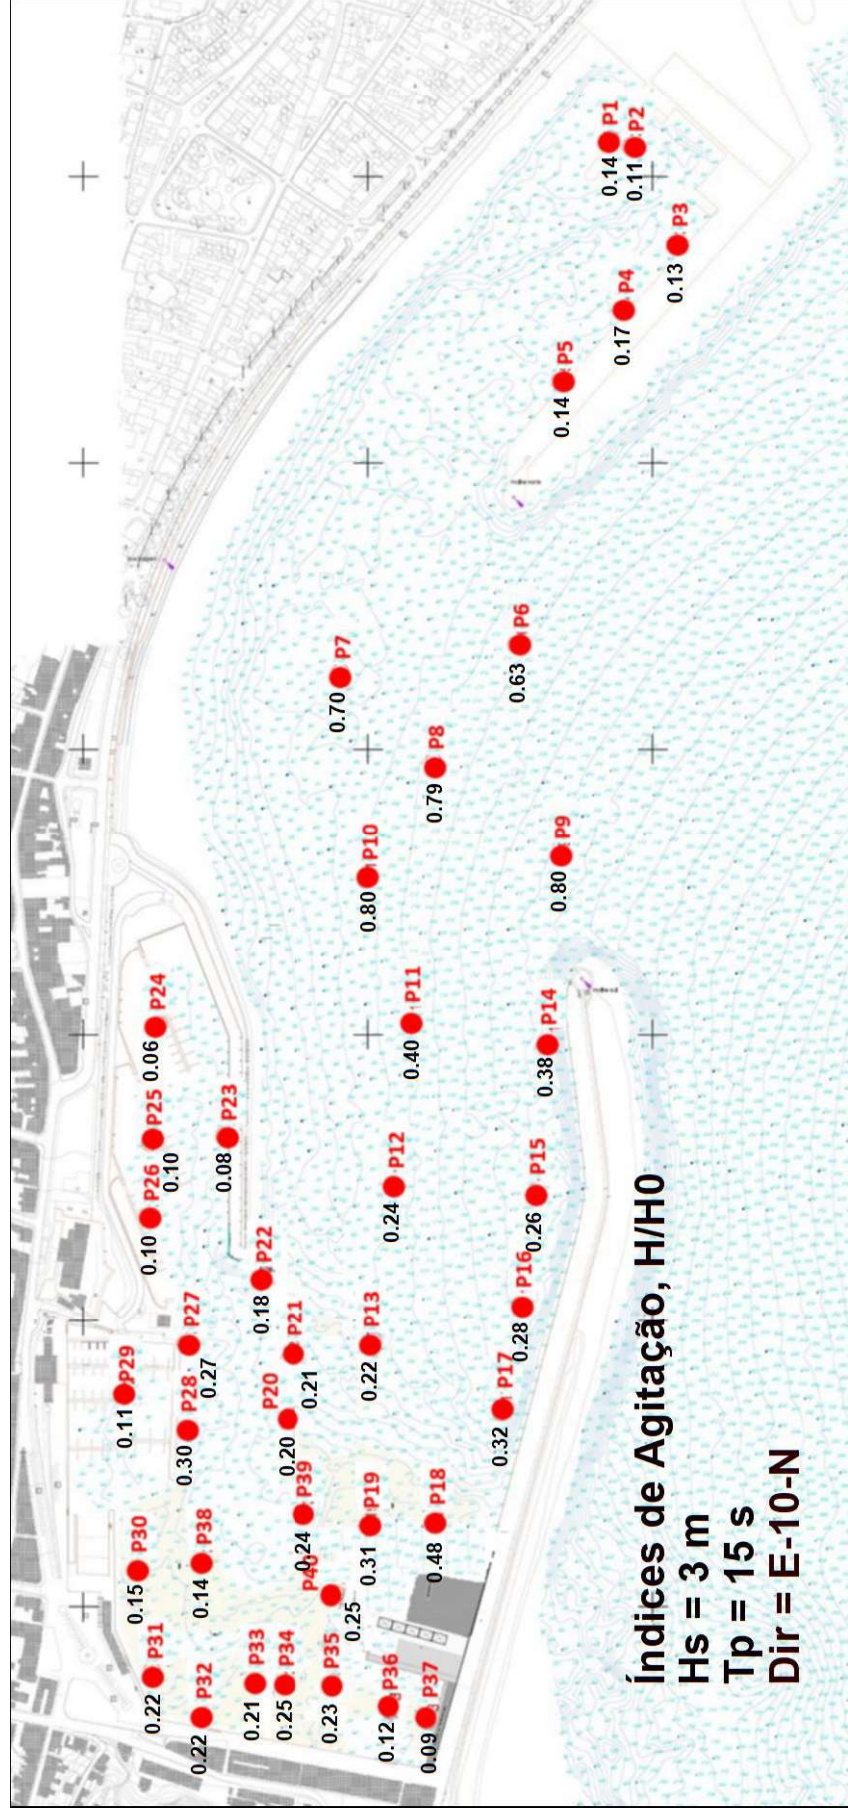 P1
0.14
P2
0.11
P3
0.13
P4
0.17
P5
0.14
P6
0.63
P7
0.70
P8
0.79
P9
0.80
P10
0.80
P11
0.40
P12
0.24
P13
0.22
P14
0.38
P15
0.26
P16
0.28
P17
0.32
P18
0.48
P19
0.31
P20
0.20
P21
0.21
P22
0.18
P23
0.08
P24
0.06
P25
0.10
P26
0.10
P27
0.27
P28
0.30
P29
0.11
P30
0.15
P31
0.22
P32
0.22
P33
0.21
P34
0.25
P35
0.23
P36
0.12
P37
0.09
P38
0.14
P39
0.24
P40
0.25
Índices de Agitação, H/H0
Hs = 3 m
Tp = 15 s
Dir = E-10-N